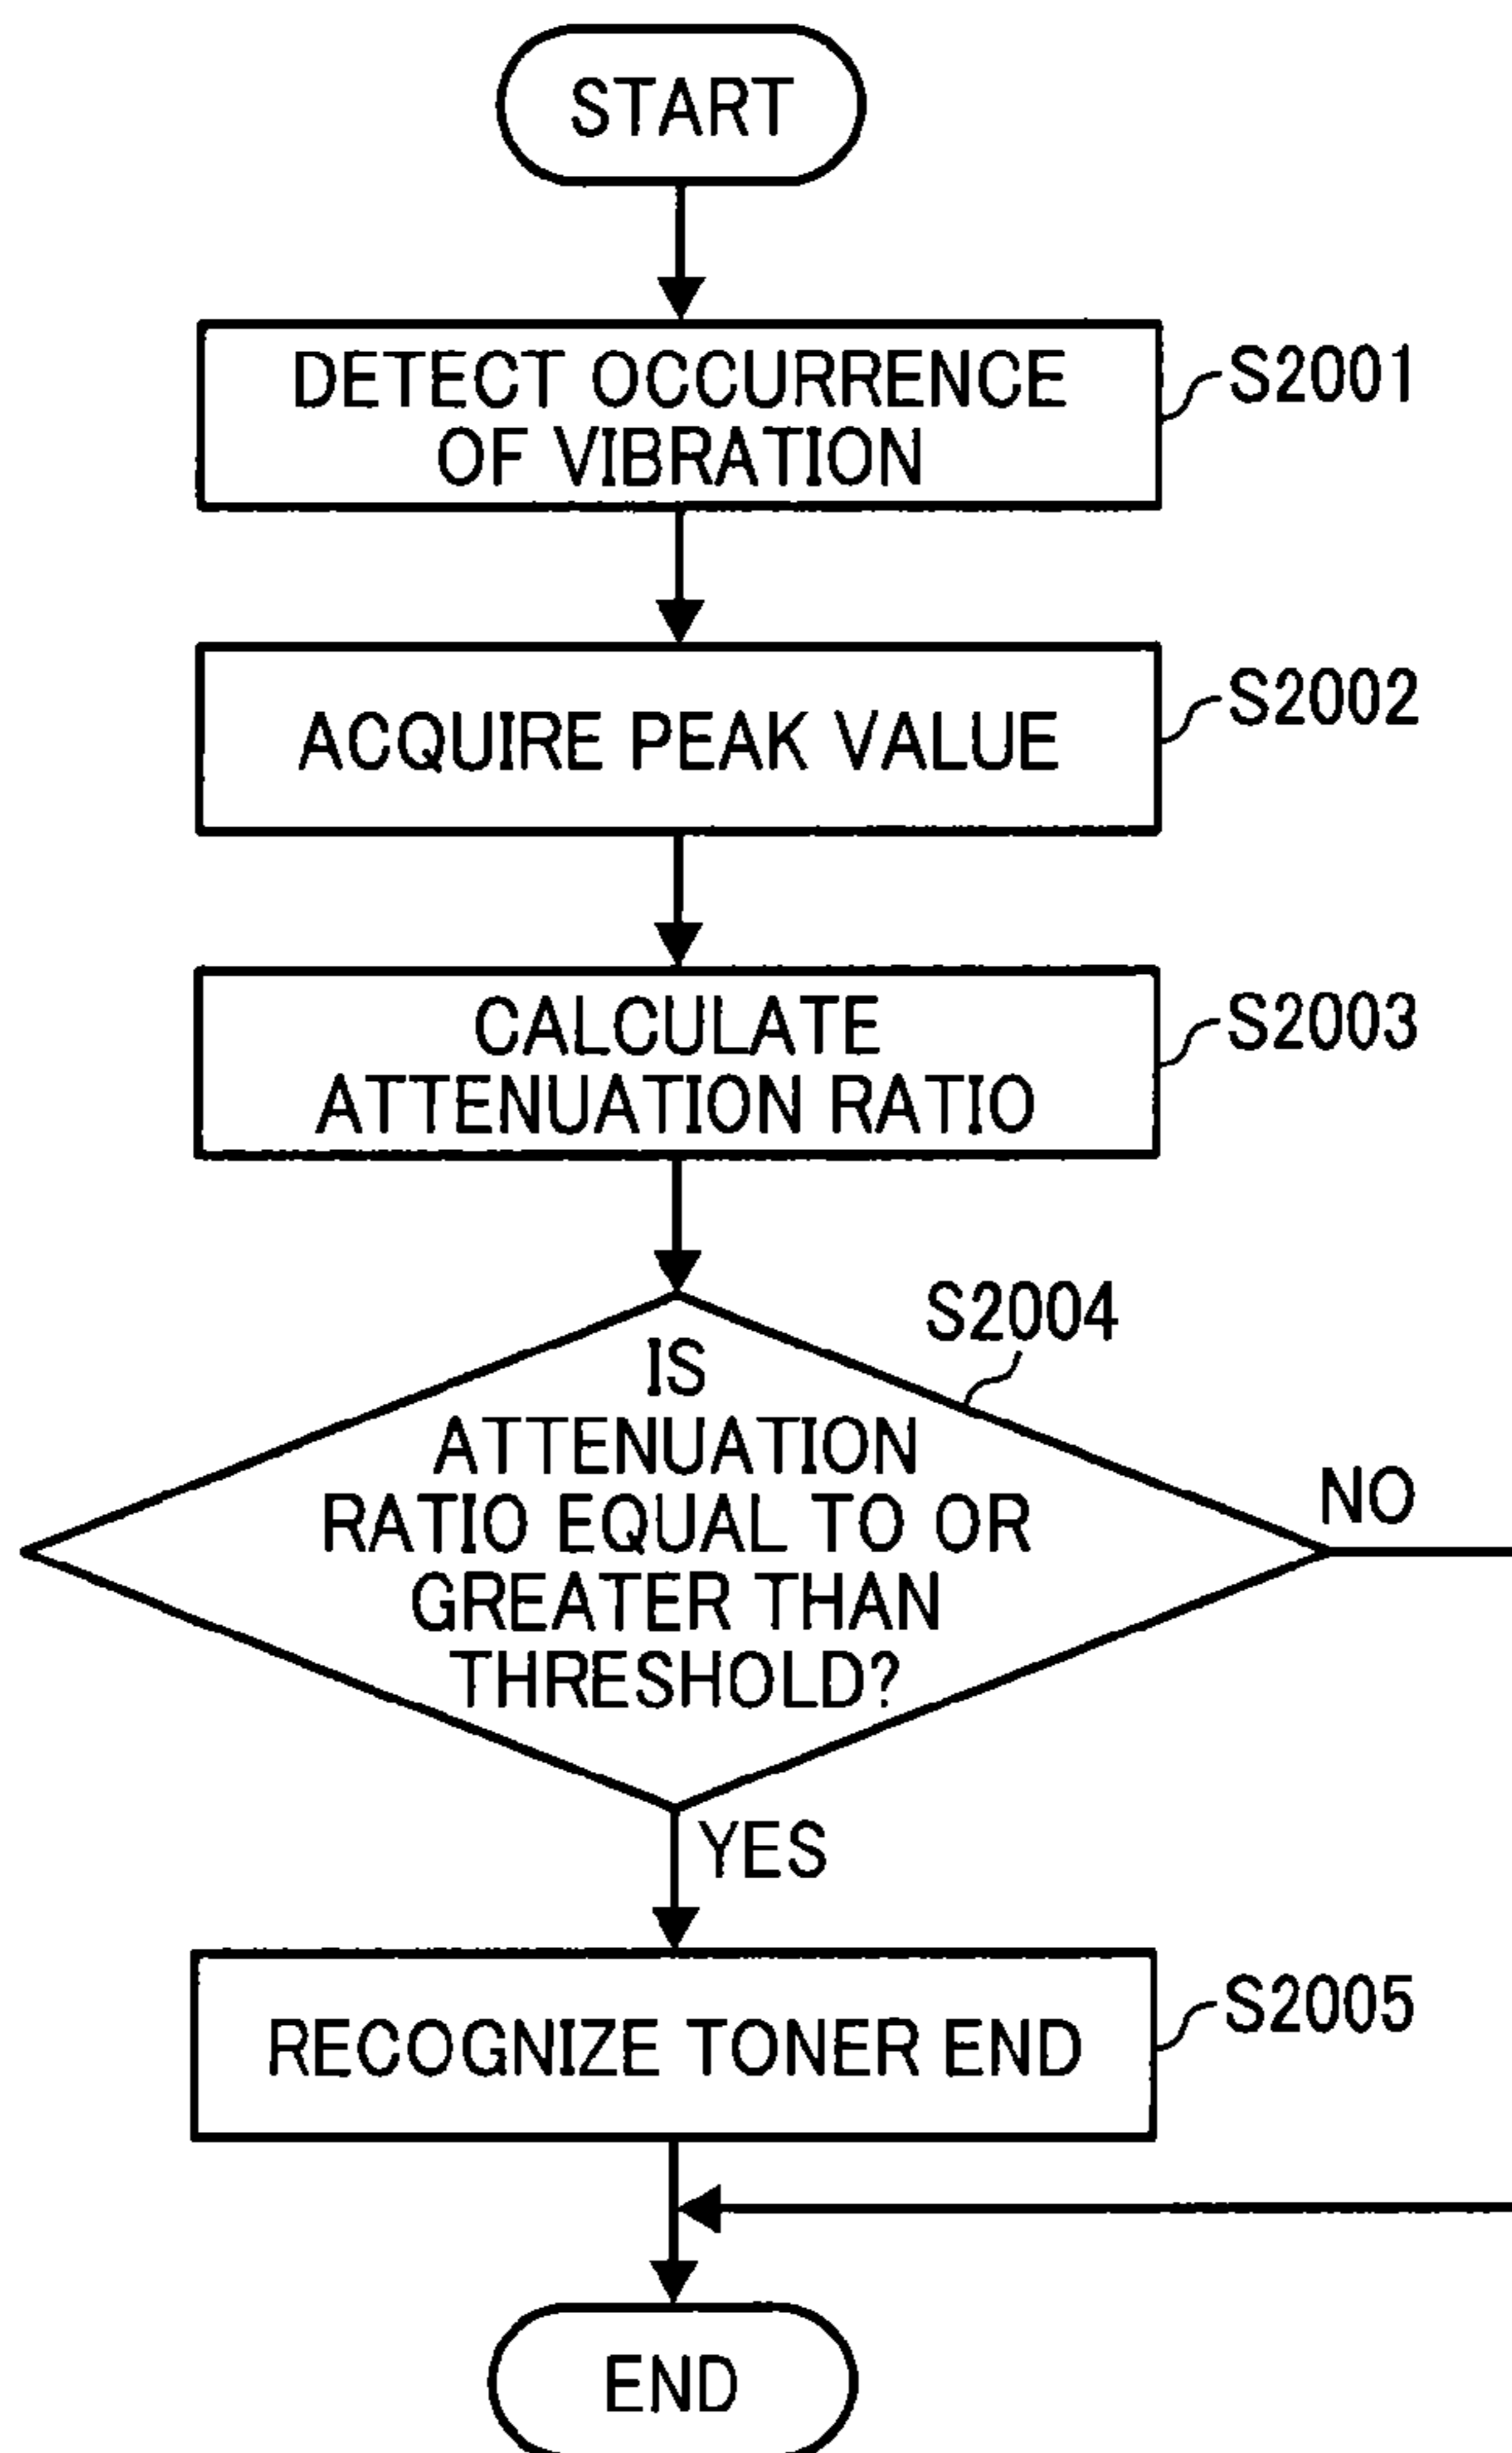 START
DETECT OCCURRENCE
OF VIBRATION
S2001
ACQUIRE PEAK VALUE
S2002
CALCULATE
ATTENUATION RATIO
S2003
S2004
IS
ATTENUATION
RATIO EQUAL TO OR
GREATER THAN
THRESHOLD?
NO
YES
RECOGNIZE TONER END
S2005
END